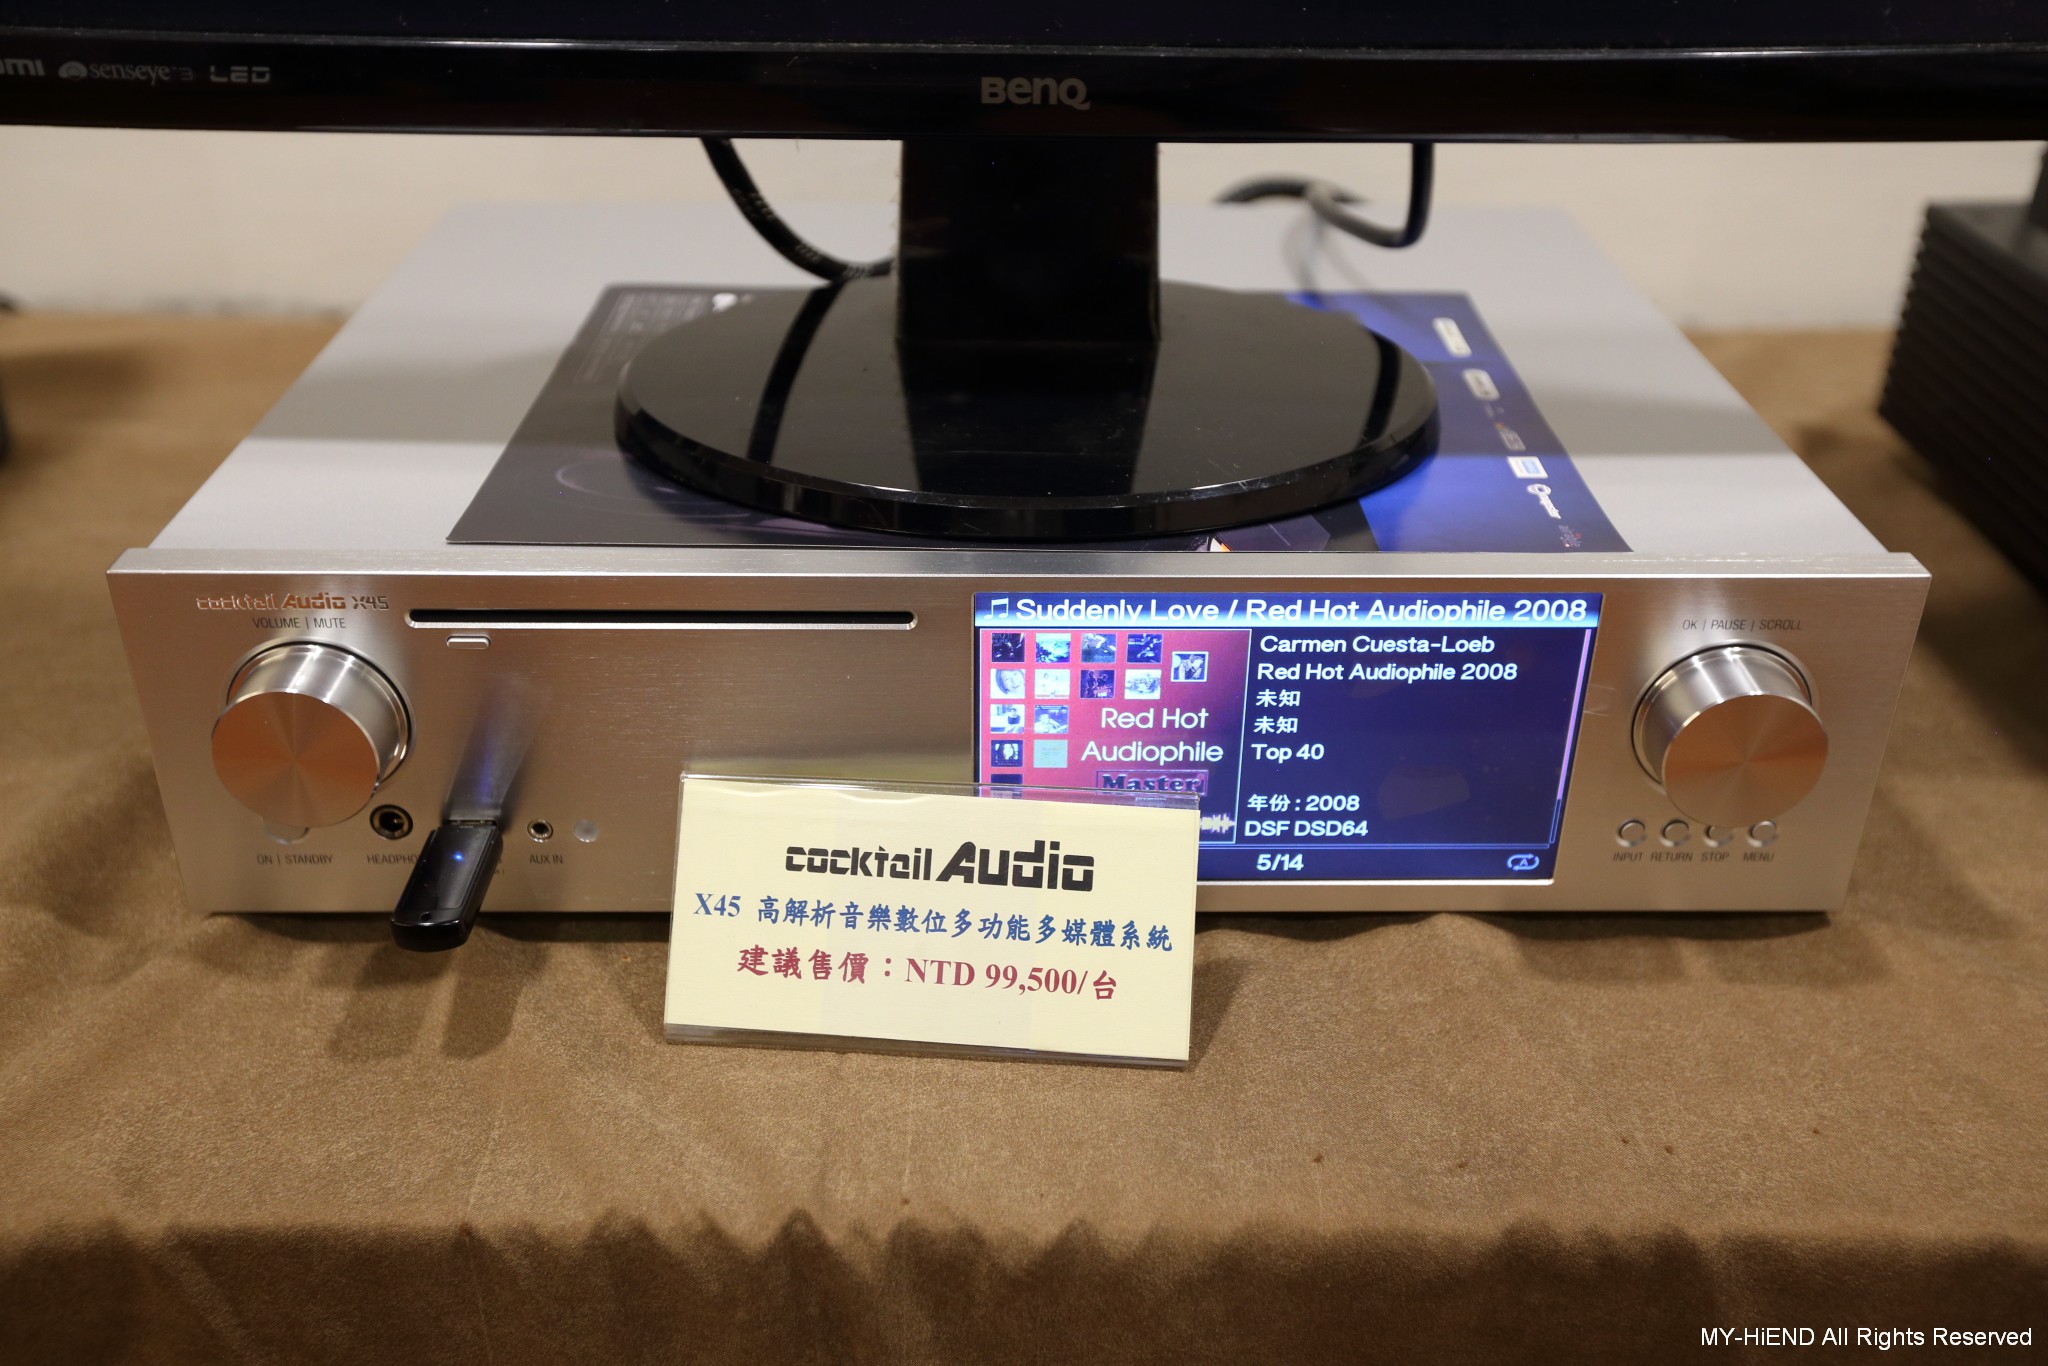 senseye 3 LED
BenQ
cocktail Audio X45
VOLUME | MUTE
ON | STANDBY
AUX IN
♫ Suddenly Love / Red Hot Audiophile 2008
Red Hot
Audiophile
Master
Carmen Cuesta-Loeb
Red Hot Audiophile 2008
未知
未知
Top 40
年份 : 2008
DSF DSD64
5/14
OK | PAUSE | SCROLL
INPUT RETURN STOP MENU
cocktail Audio
X45 高解析音樂數位多功能多媒體系統
建議售價：NTD 99,500/台
MY-HiEND All Rights Reserved